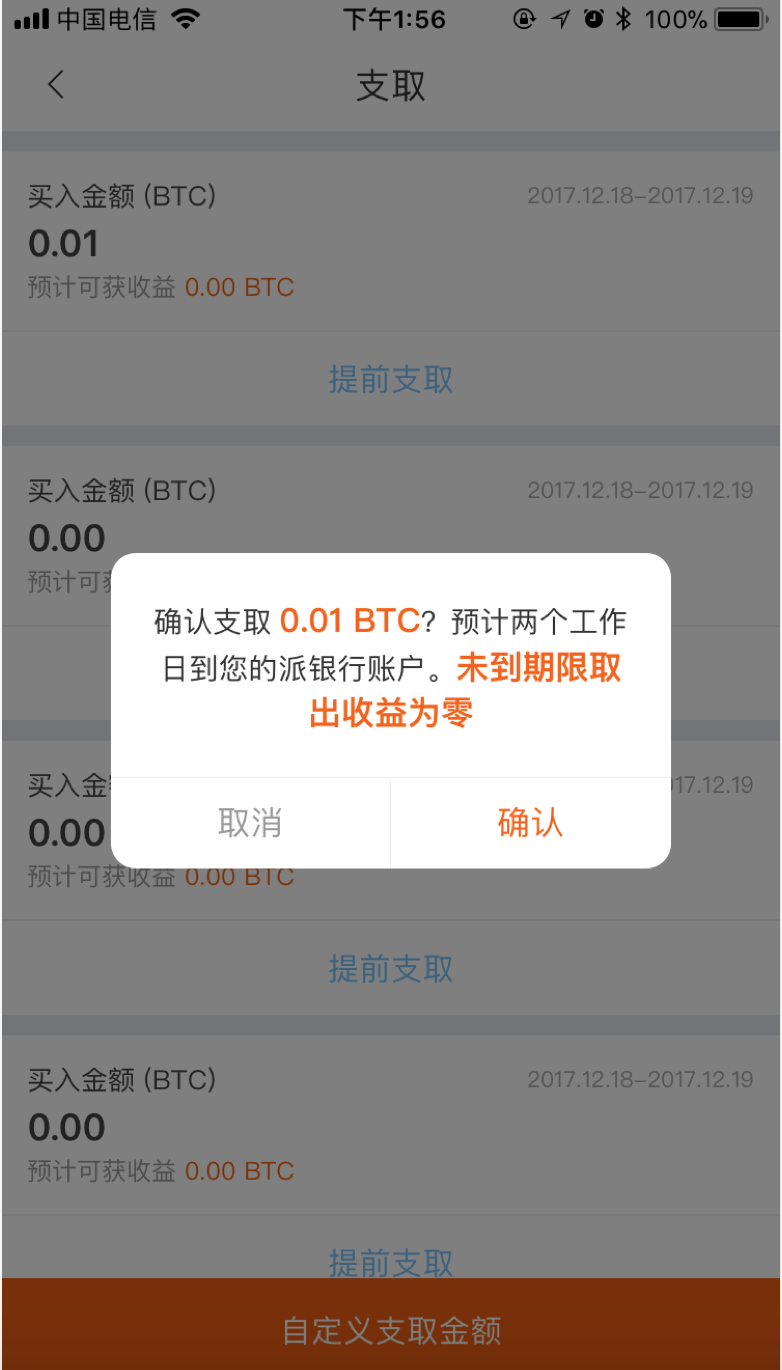 中国电信 下午1:56 100%
支取
买入金额 (BTC) 2017.12.18-2017.12.19
0.01
预计可获收益 0.00 BTC
提前支取
买入金额 (BTC) 2017.12.18-2017.12.19
0.00
预计可
确认支取 0.01 BTC? 预计两个工作
日到您的派银行账户。未到期限取
出收益为零
取消 确认
买入金 17.12.19
0.00
预计可获收益 0.00 BTC
提前支取
买入金额 (BTC) 2017.12.18-2017.12.19
0.00
预计可获收益 0.00 BTC
提前支取
自定义支取金额